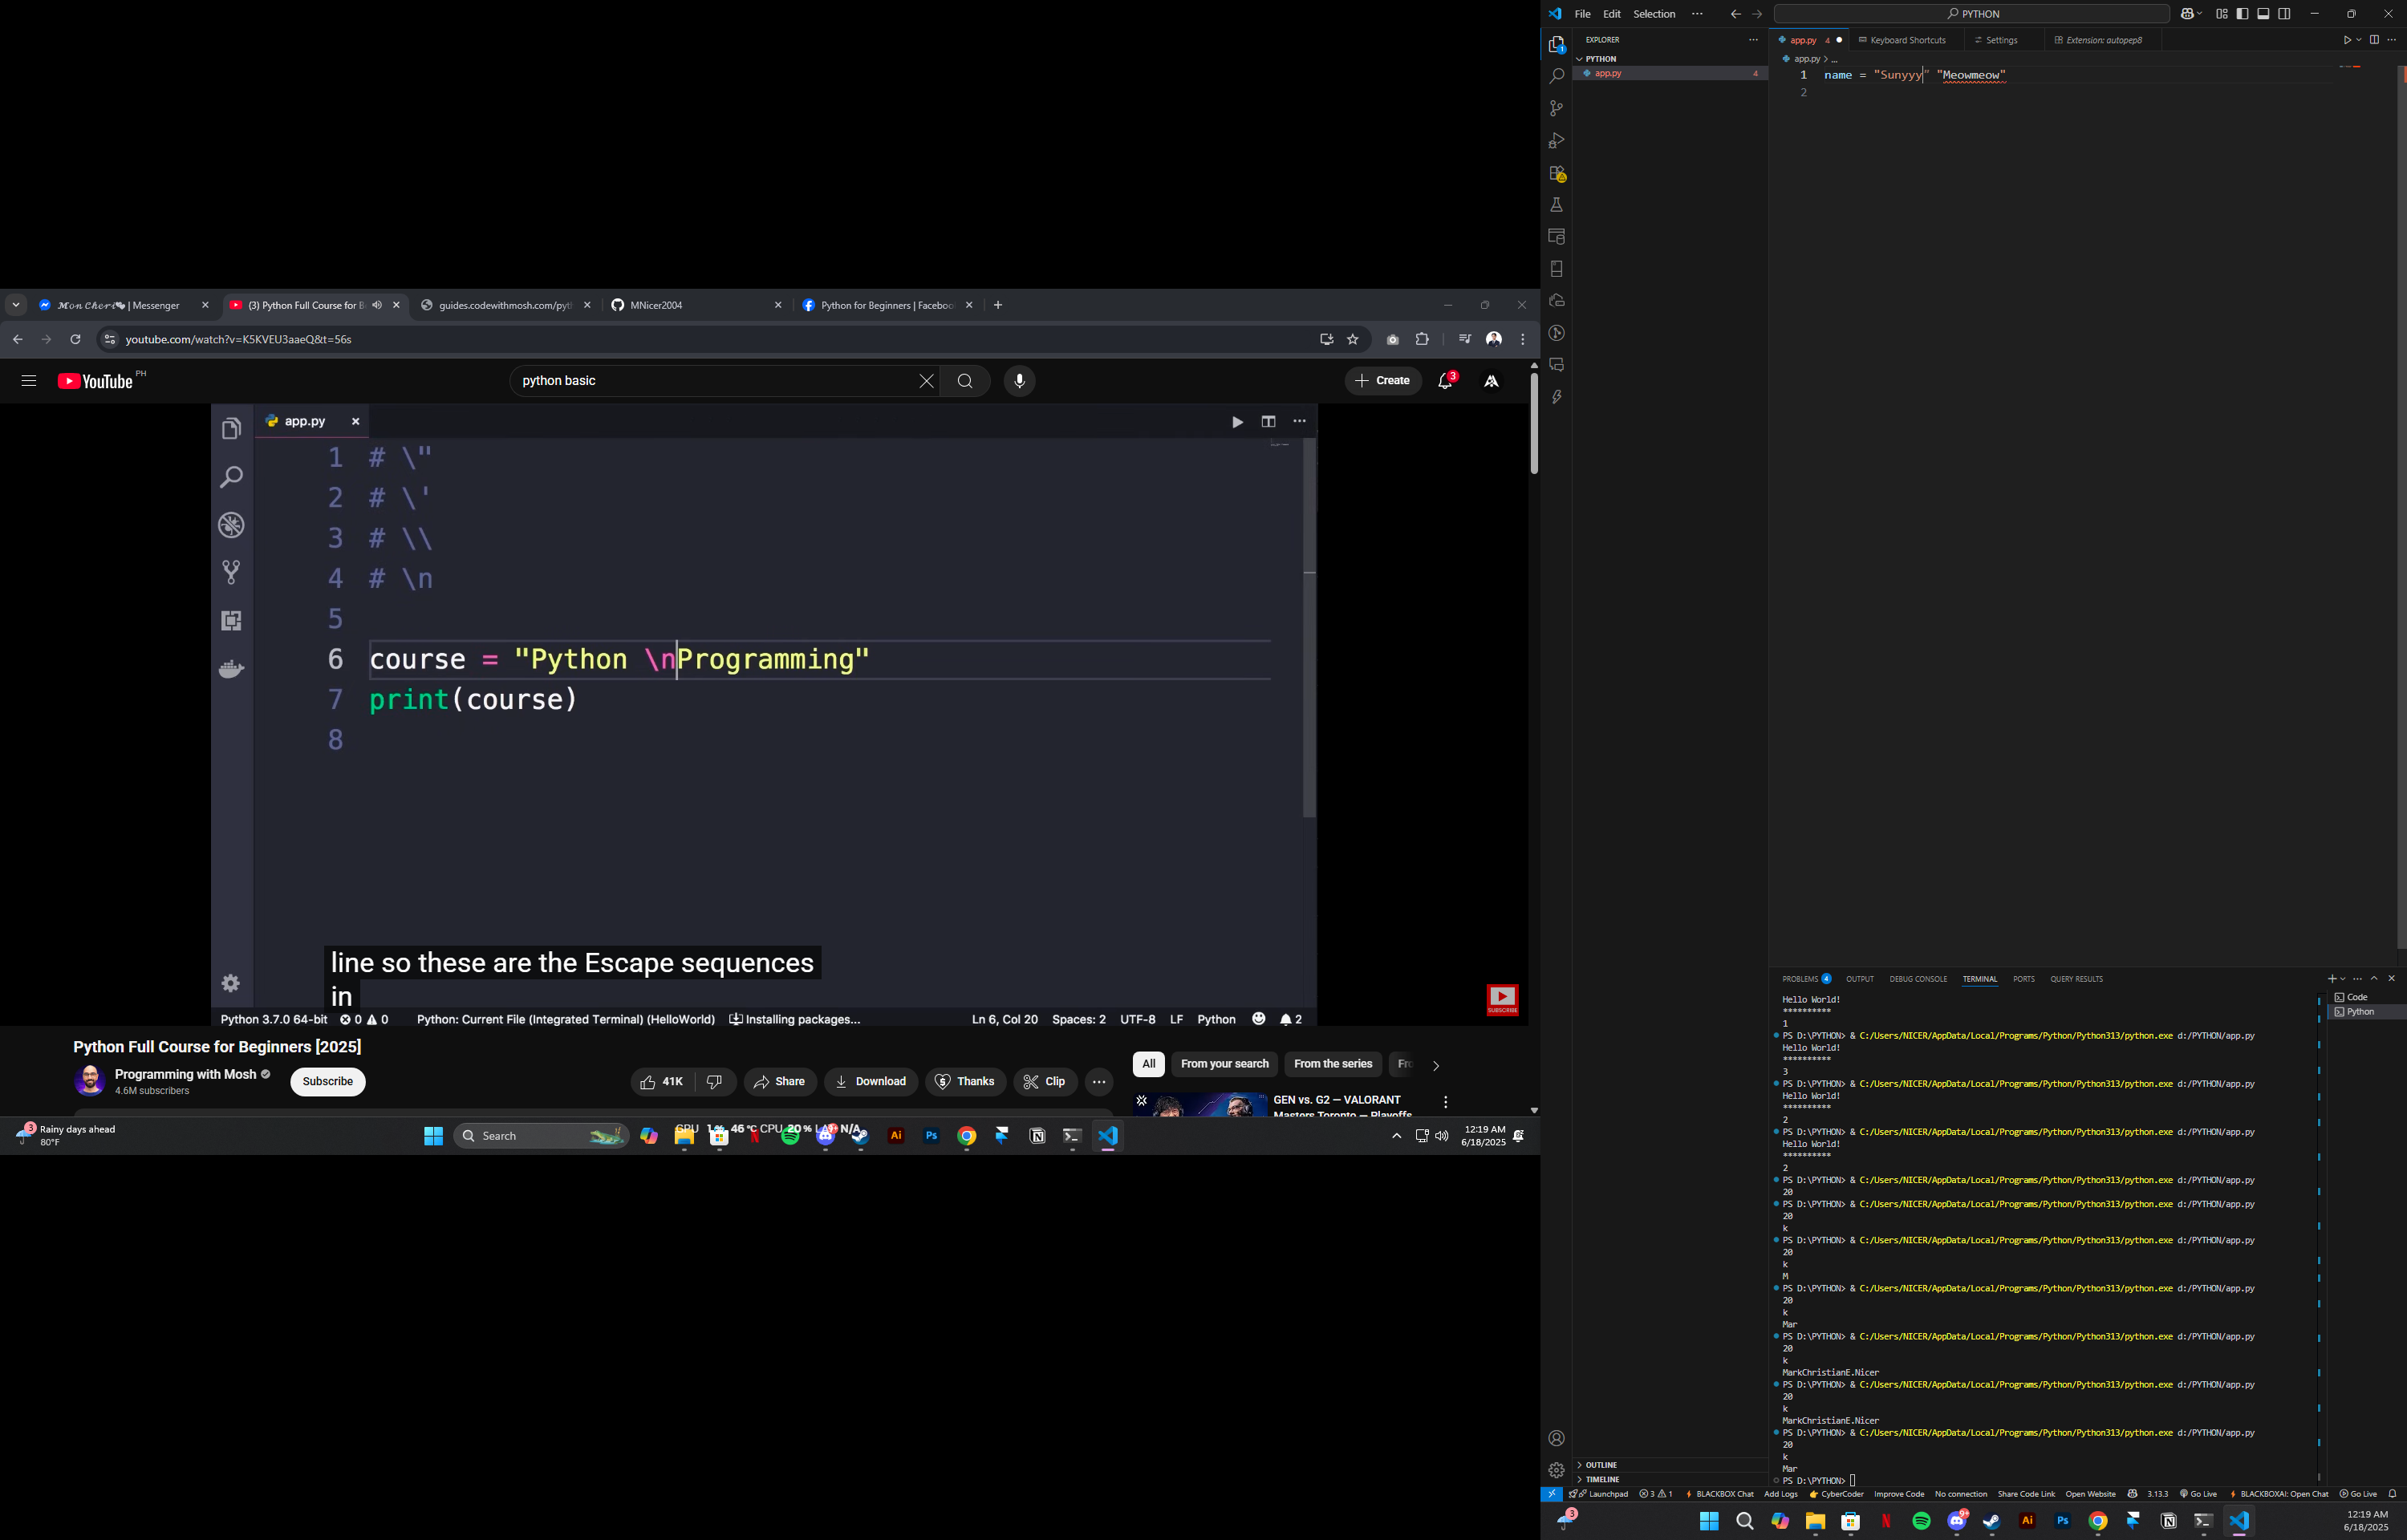 Mon Cheri | Messenger
(3) Python Full Course for Be
guides.codewithmosh.com/pyth
MNicer2004
Python for Beginners | Faceboo
youtube.com/watch?v=K5KVEU3aaeQ&t=56s
YouTube PH
python basic
Create
3
app.py
1 # \"
2 # \'
3 # \\
4 # \n
5
6 course = "Python \nProgramming"
7 print(course)
8
line so these are the Escape sequences
in
SUBSCRIBE
Python 3.7.0 64-bit 0 0 Python: Current File (Integrated Terminal) (HelloWorld) Installing packages... Ln 6, Col 20 Spaces: 2 UTF-8 LF Python 2
Python Full Course for Beginners [2025]
Programming with Mosh
4.6M subscribers
Subscribe
41K
Share
Download
Thanks
Clip
All
From your search
From the series
GEN vs. G2 — VALORANT
Masters Toronto — Playoffs
3
Rainy days ahead
80°F
Search
GPU 1 % 46 °C CPU 20 % LAT N/A
12:19 AM
6/18/2025
File Edit Selection
PYTHON
EXPLORER
PYTHON
app.py 4
app.py 4
Keyboard Shortcuts
Settings
Extension: autopep8
app.py > ...
1 name = "Sunyyy" "Meowmeow"
2
PROBLEMS 4 OUTPUT DEBUG CONSOLE TERMINAL PORTS QUERY RESULTS
Code
Python
Hello World!
**********
1
PS D:\PYTHON> & C:/Users/NICER/AppData/Local/Programs/Python/Python313/python.exe d:/PYTHON/app.py
Hello World!
**********
3
PS D:\PYTHON> & C:/Users/NICER/AppData/Local/Programs/Python/Python313/python.exe d:/PYTHON/app.py
Hello World!
**********
2
PS D:\PYTHON> & C:/Users/NICER/AppData/Local/Programs/Python/Python313/python.exe d:/PYTHON/app.py
Hello World!
**********
2
PS D:\PYTHON> & C:/Users/NICER/AppData/Local/Programs/Python/Python313/python.exe d:/PYTHON/app.py
20
PS D:\PYTHON> & C:/Users/NICER/AppData/Local/Programs/Python/Python313/python.exe d:/PYTHON/app.py
20
k
PS D:\PYTHON> & C:/Users/NICER/AppData/Local/Programs/Python/Python313/python.exe d:/PYTHON/app.py
20
k
M
PS D:\PYTHON> & C:/Users/NICER/AppData/Local/Programs/Python/Python313/python.exe d:/PYTHON/app.py
20
k
Mar
PS D:\PYTHON> & C:/Users/NICER/AppData/Local/Programs/Python/Python313/python.exe d:/PYTHON/app.py
20
k
MarkChristianE.Nicer
PS D:\PYTHON> & C:/Users/NICER/AppData/Local/Programs/Python/Python313/python.exe d:/PYTHON/app.py
20
k
MarkChristianE.Nicer
PS D:\PYTHON> & C:/Users/NICER/AppData/Local/Programs/Python/Python313/python.exe d:/PYTHON/app.py
20
k
Mar
PS D:\PYTHON>
OUTLINE
TIMELINE
Launchpad 3 1 BLACKBOX Chat Add Logs CyberCoder Improve Code No connection Share Code Link Open Website 3.13.3 Go Live BLACKBOXAI: Open Chat Go Live
3
12:19 AM
6/18/2025